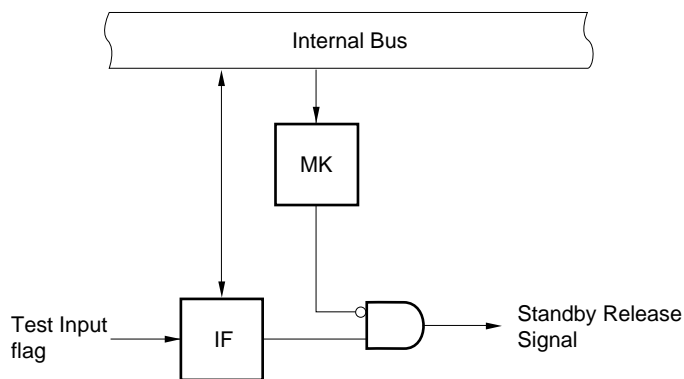 Internal Bus
MK
Test Input
flag
IF
Standby Release
Signal